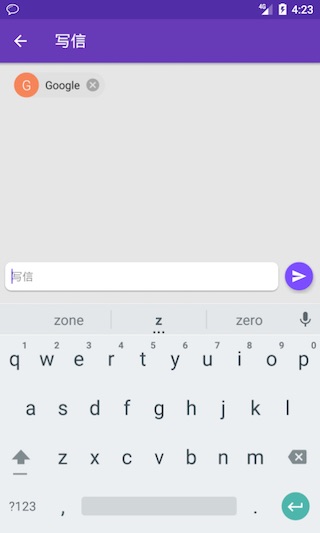 4G 4:23
写信
G Google
写信
zone z zero
1 2 3 4 5 6 7 8 9 0
q w e r t y u i o p
a s d f g h j k l
z x c v b n m
?123 , .